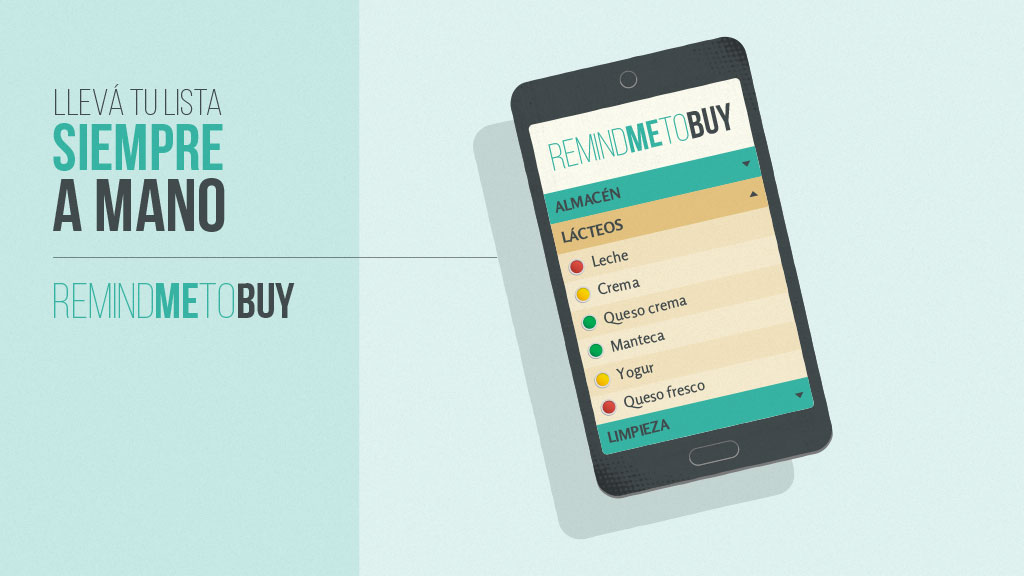 LLEVÁ TU LISTA
SIEMPRE
A MANO
REMINDMETOBUY
REMINDMETOBUY
ALMACÉN
LÁCTEOS
Leche
Crema
Queso crema
Manteca
Yogur
Queso fresco
LIMPIEZA